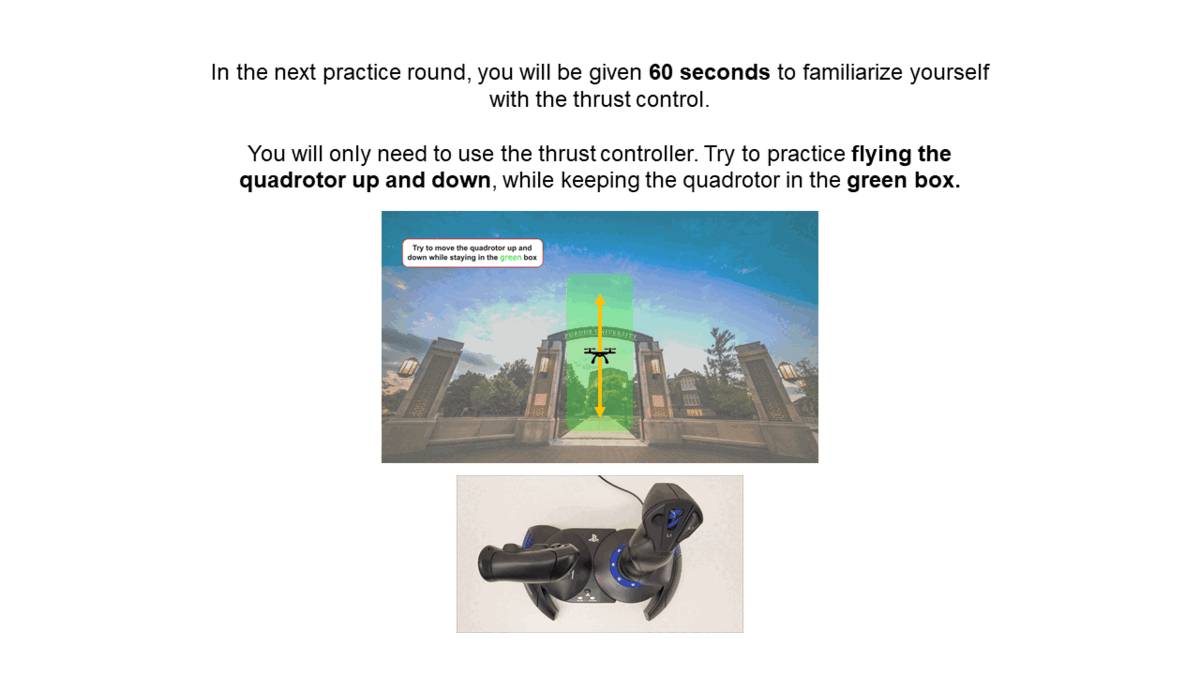 In the next practice round, you will be given 60 seconds to familiarize yourself
with the thrust control.
You will only need to use the thrust controller. Try to practice flying the
quadrotor up and down, while keeping the quadrotor in the green box.
Try to move the quadrotor up and
down while staying in the green box
PURDUE UNIVERSITY